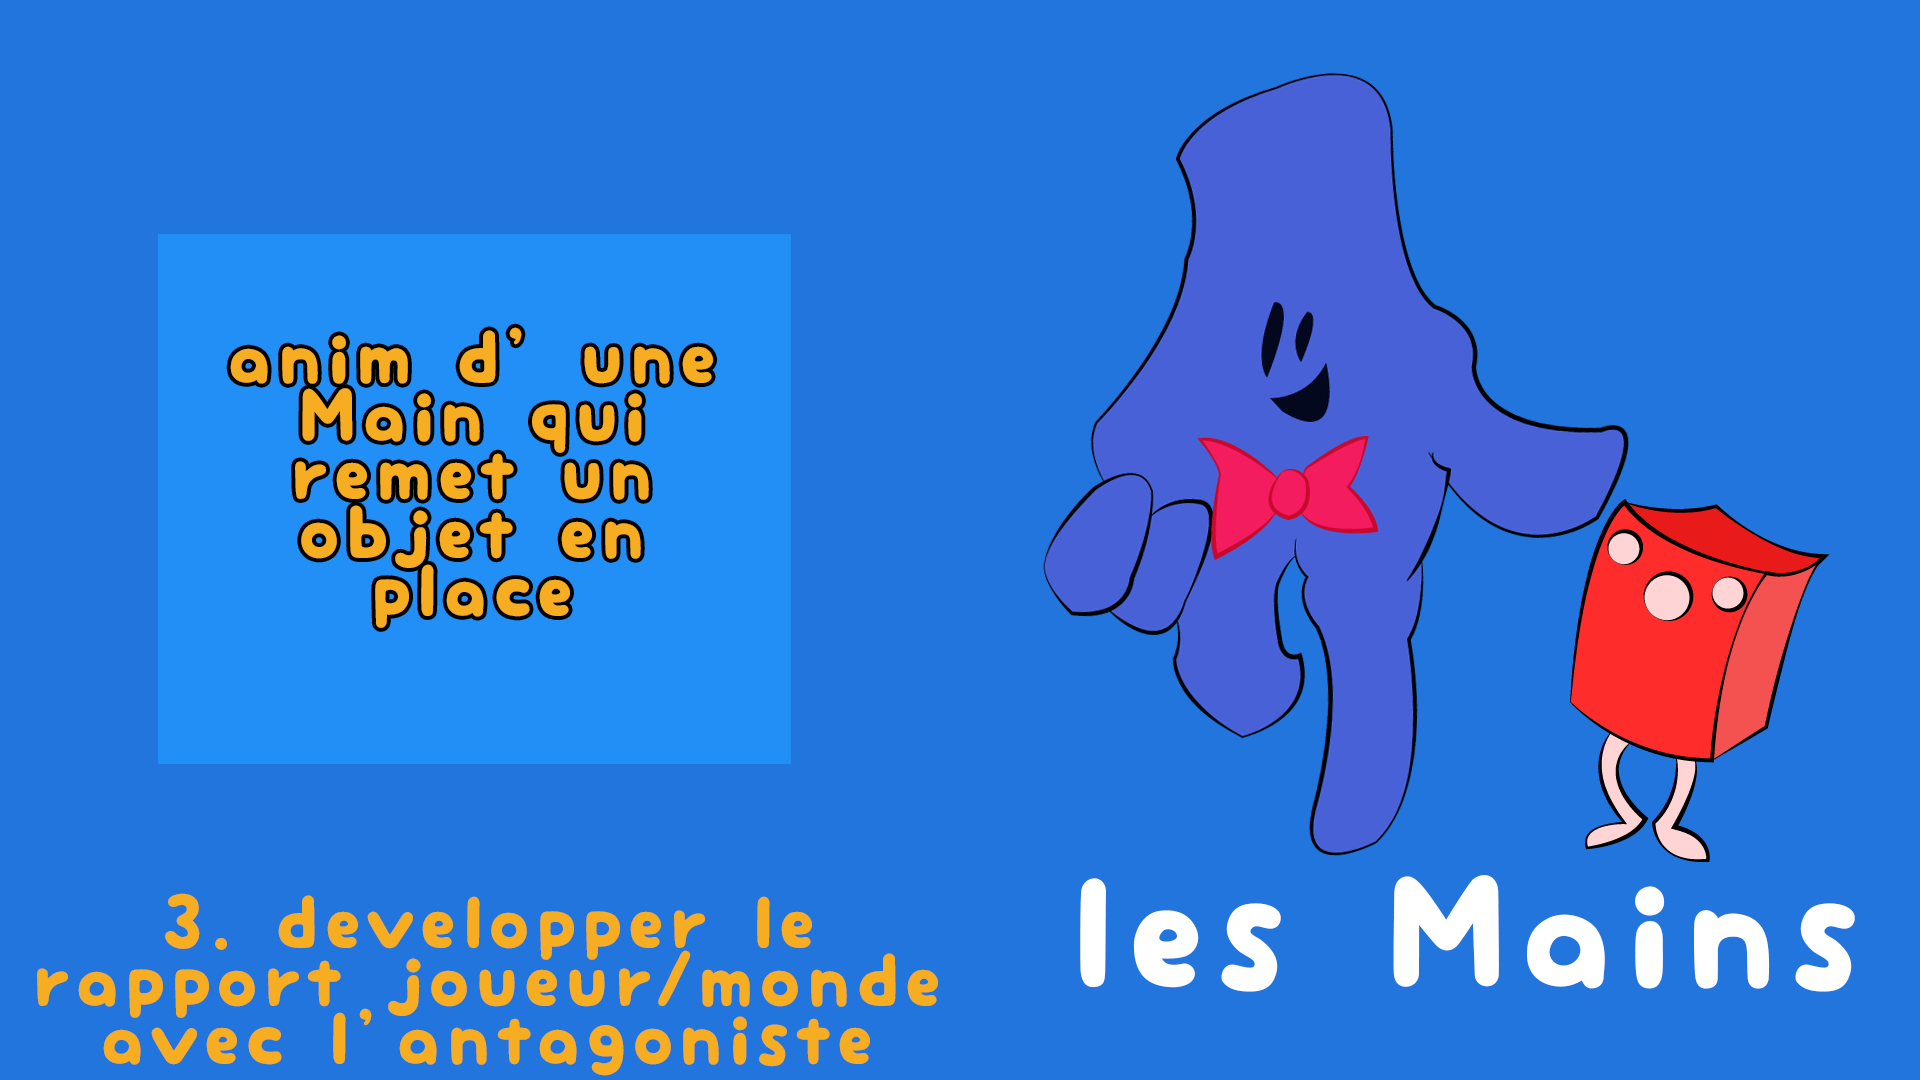 anim d' une
Main qui
remet un
objet en
place
3. developper le
rapport joueur/monde
avec l'antagoniste
les Mains